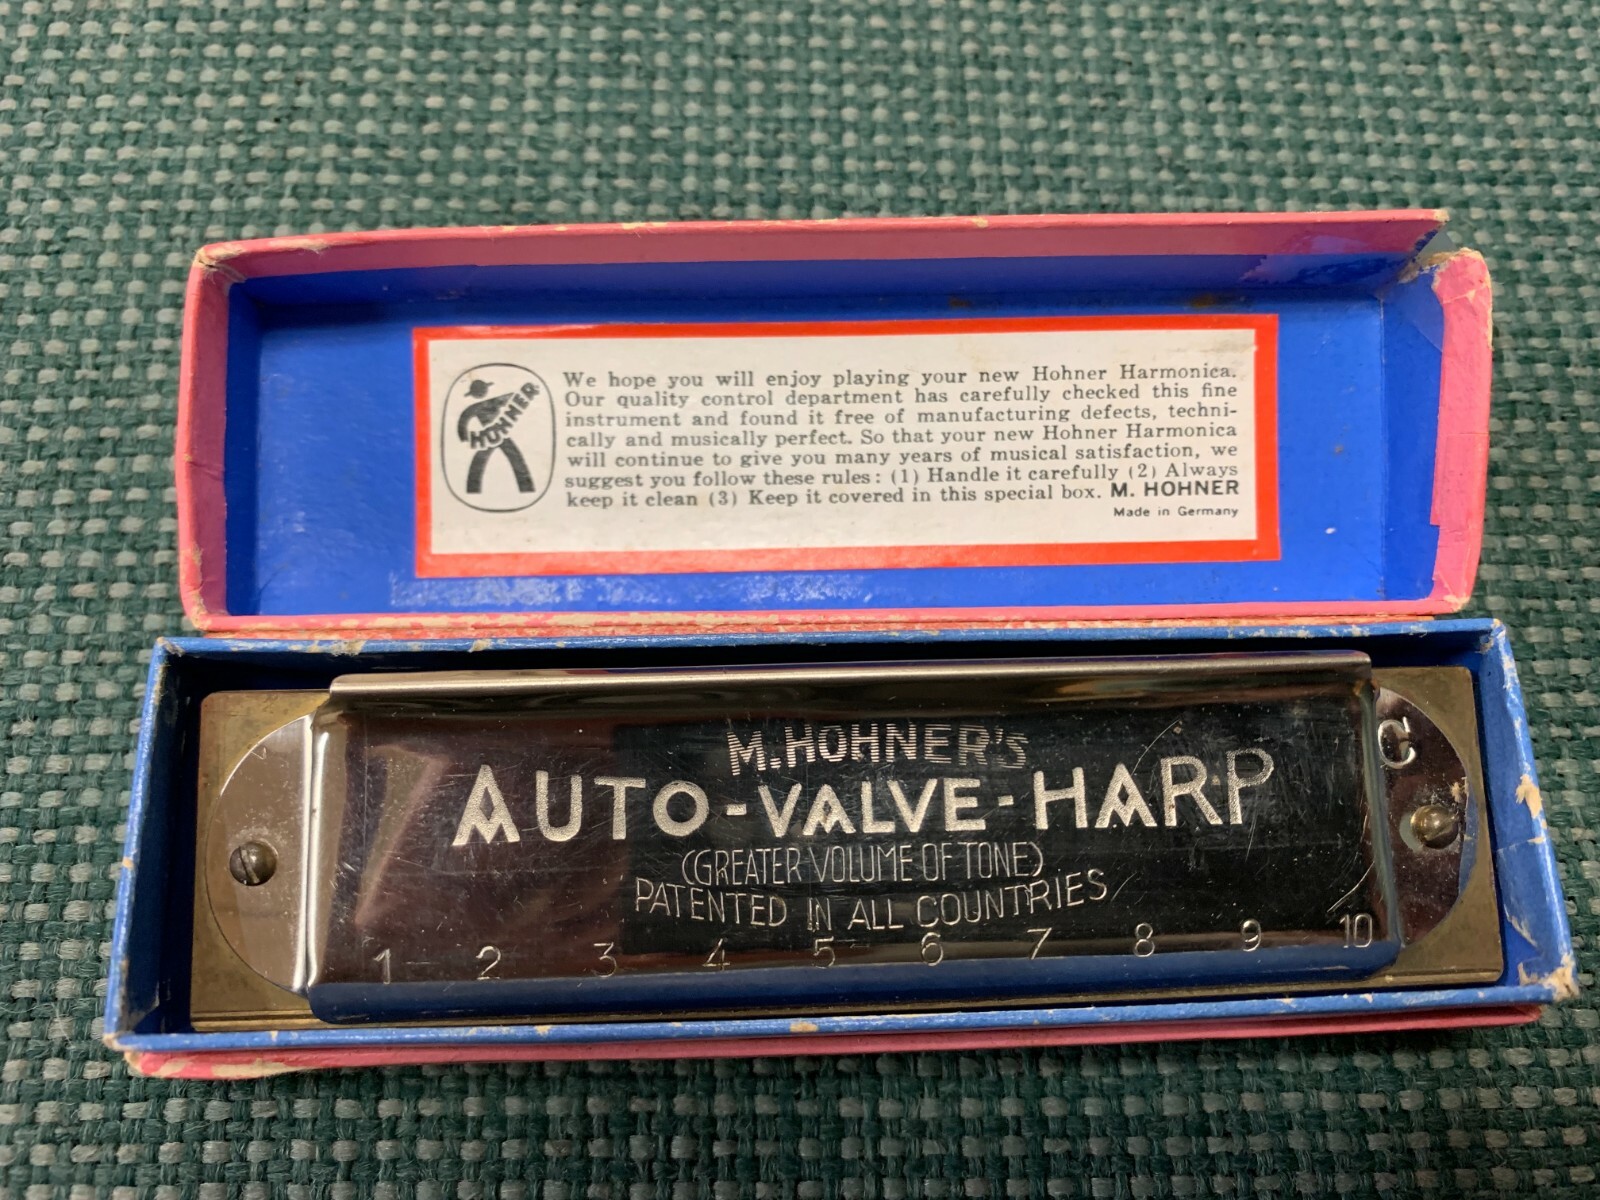 HOHNER
We hope you will enjoy playing your new Hohner Harmonica.
Our quality control department has carefully checked this fine
instrument and found it free of manufacturing defects, techni-
cally and musically perfect. So that your new Hohner Harmonica
will continue to give you many years of musical satisfaction, we
suggest you follow these rules: (1) Handle it carefully (2) Always
keep it clean (3) Keep it covered in this special box. M. HOHNER
Made in Germany
M. HOHNER'S
AUTO-VALVE-HARP
(GREATER VOLUME OF TONE)
PATENTED IN ALL COUNTRIES
1 2 3 4 5 6 7 8 9 10
C